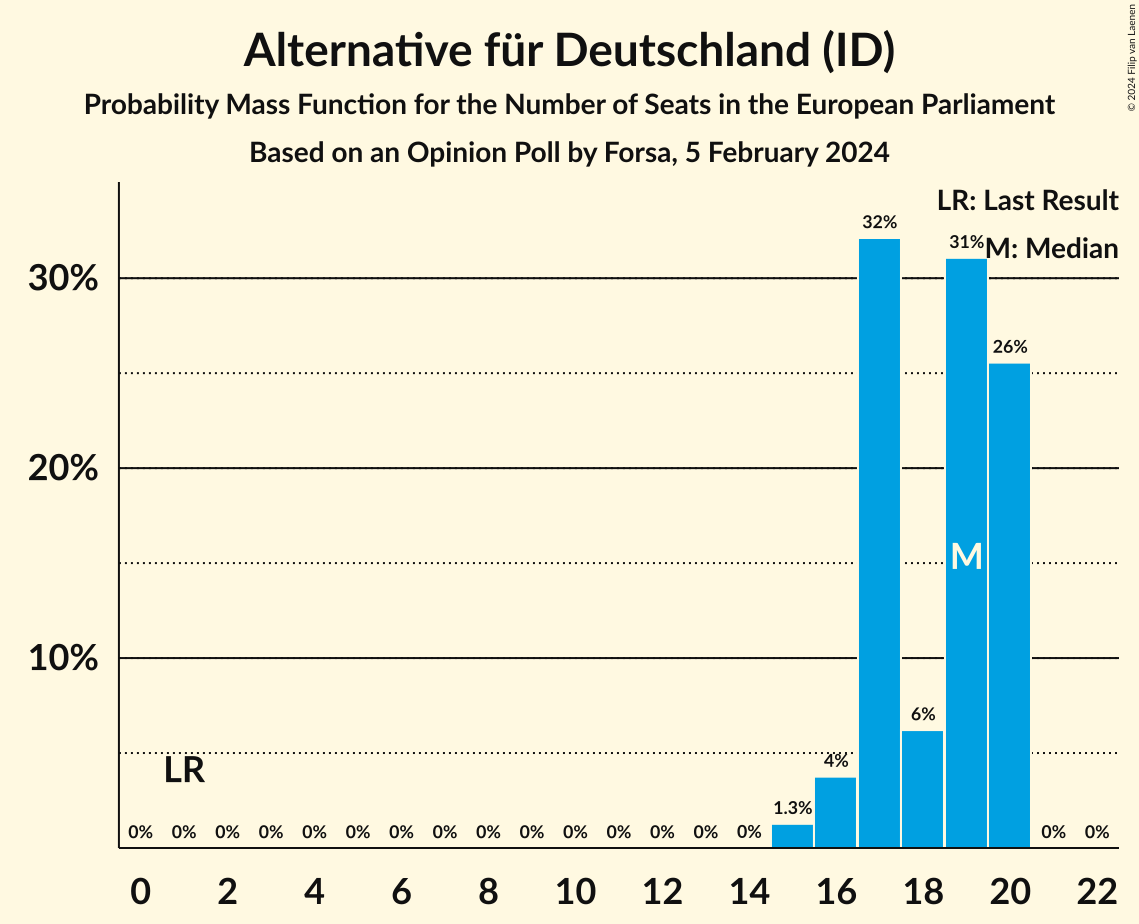 Alternative für Deutschland (ID)
Probability Mass Function for the Number of Seats in the European Parliament
Based on an Opinion Poll by Forsa, 5 February 2024
© 2024 Filip van Laenen
LR: Last Result
M: Median
30%
20%
10%
32%
31%
26%
6%
4%
1.3%
M
LR
0% 0% 0% 0% 0% 0% 0% 0% 0% 0% 0% 0% 0% 0% 0% 0% 0%
0 2 4 6 8 10 12 14 16 18 20 22